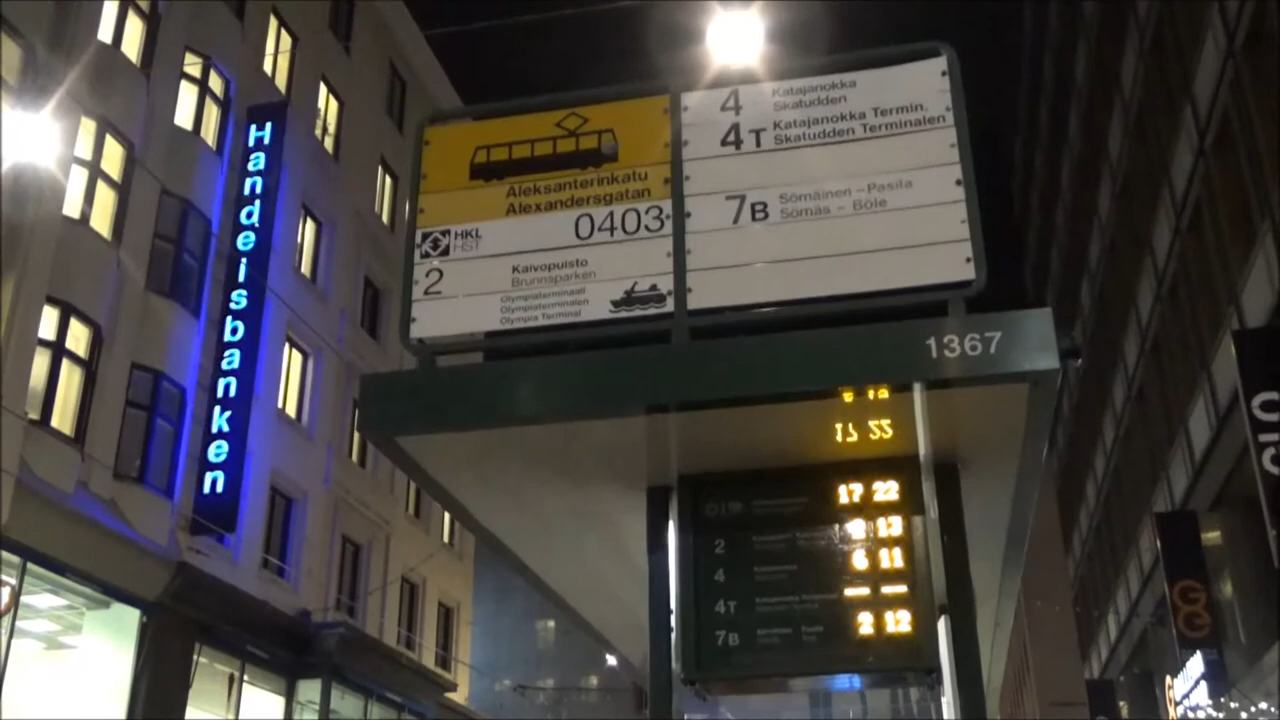 Handelsbanken
Aleksanterinkatu
Alexandersgatan
HKL
HST
0403
2 Kaivopuisto
Brunnsparken
Olympiaterminaali
Olympiaterminalen
Olympia Terminal
4 Katajanokka
Skatudden
4T Katajanokka Termin.
Skatudden Terminalen
7B Sörnäinen – Pasila
Sörnäs – Böle
1367
17 22
2
4 6 11
4T — —
7B 2 12